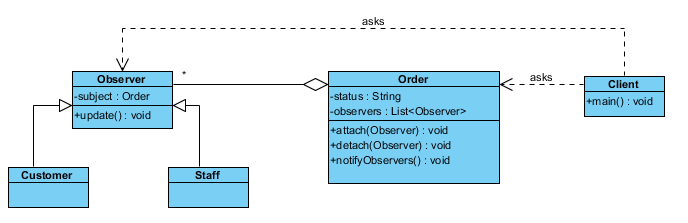 asks
Observer
-subject : Order
+update() : void
*
Order
-status : String
-observers : List<Observer>
+attach(Observer) : void
+detach(Observer) : void
+notifyObservers() : void
asks
Client
+main() : void
Customer
Staff